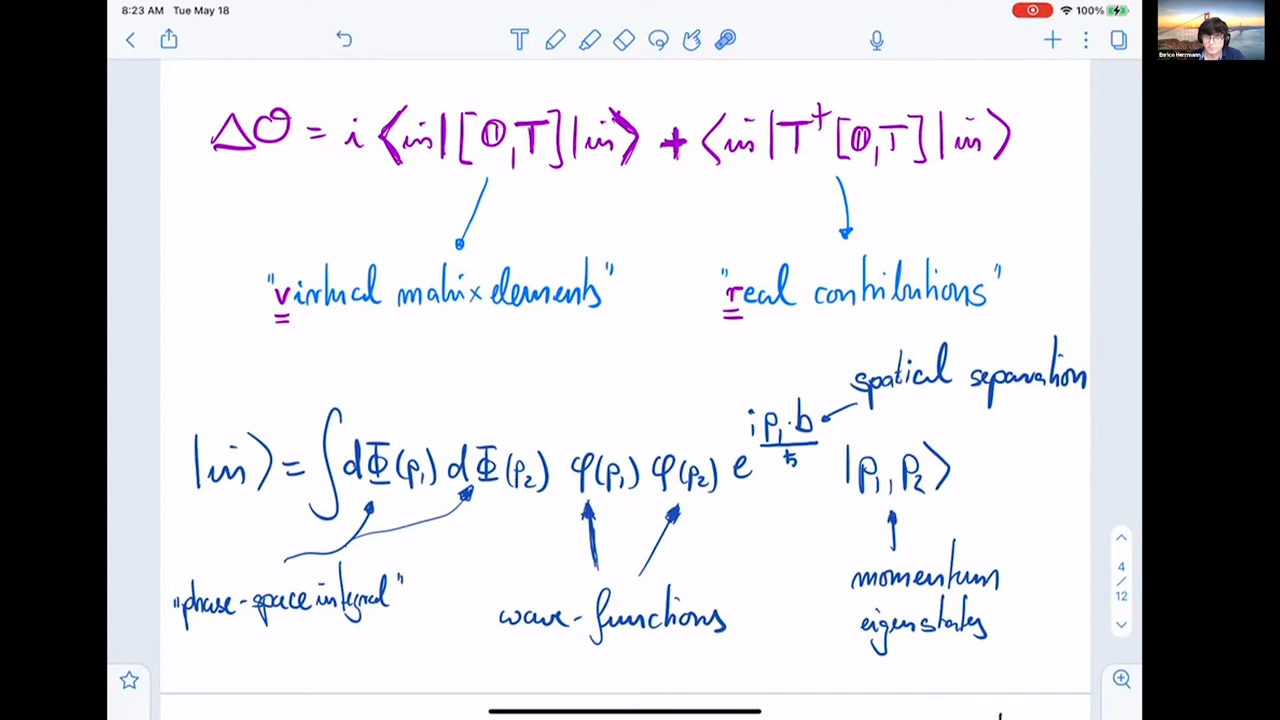 8:23 AM Tue May 18
100%
Enrico Herrmann
Δ𝒪 = i ⟨in|[𝕆,T]|in⟩ + ⟨in|T†[𝕆,T]|in⟩
"virtual matrix elements" "real contributions"
spatial separation
|in⟩ = ∫dΦ(p₁) dΦ(p₂) φ(p₁) φ(p₂) e^{i p₁·b / ħ} |p₁, p₂⟩
"phase-space integral"
wave-functions
momentum
eigenstates
4
/
12